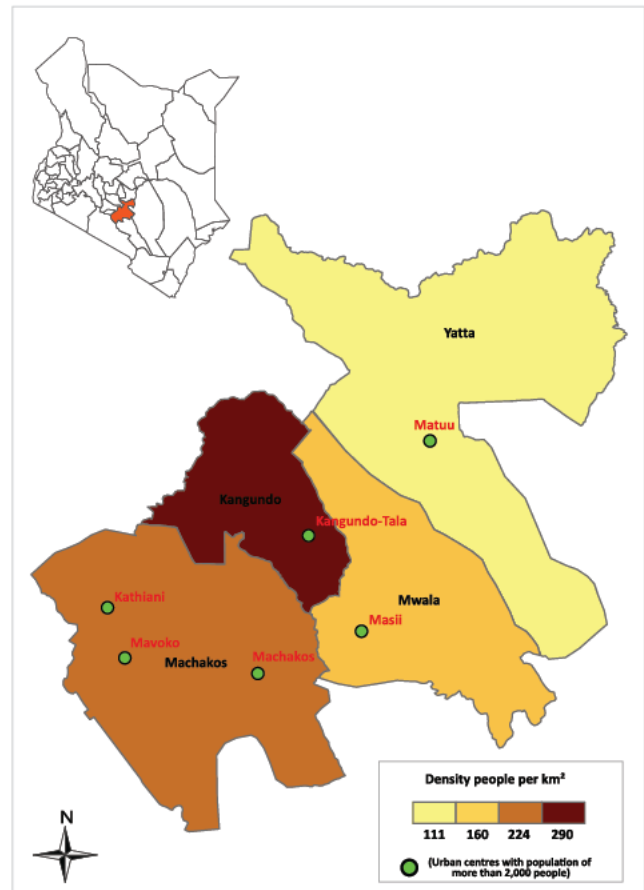 Yatta
Matuu
Kangundo
Kangundo-Tala
Kathiani
Mwala
Masii
Mavoko
Machakos
Machakos
N
Density people per km²
111 160 224 290
(Urban centres with population of
more than 2,000 people)